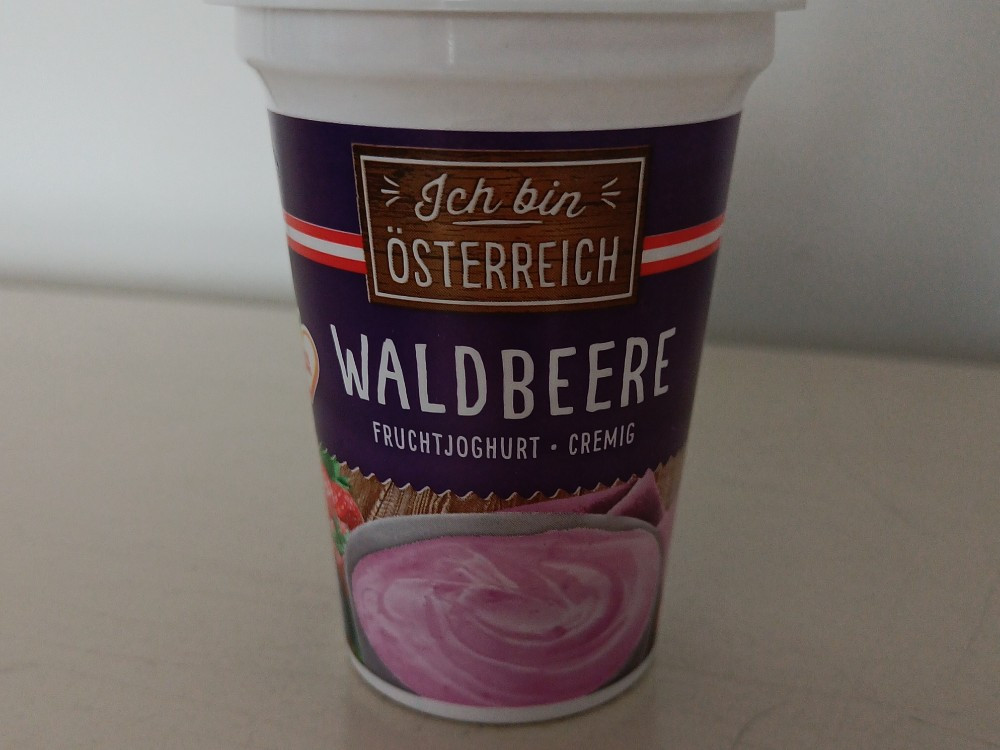 Ich bin
ÖSTERREICH
WALDBEERE
FRUCHTJOGHURT • CREMIG